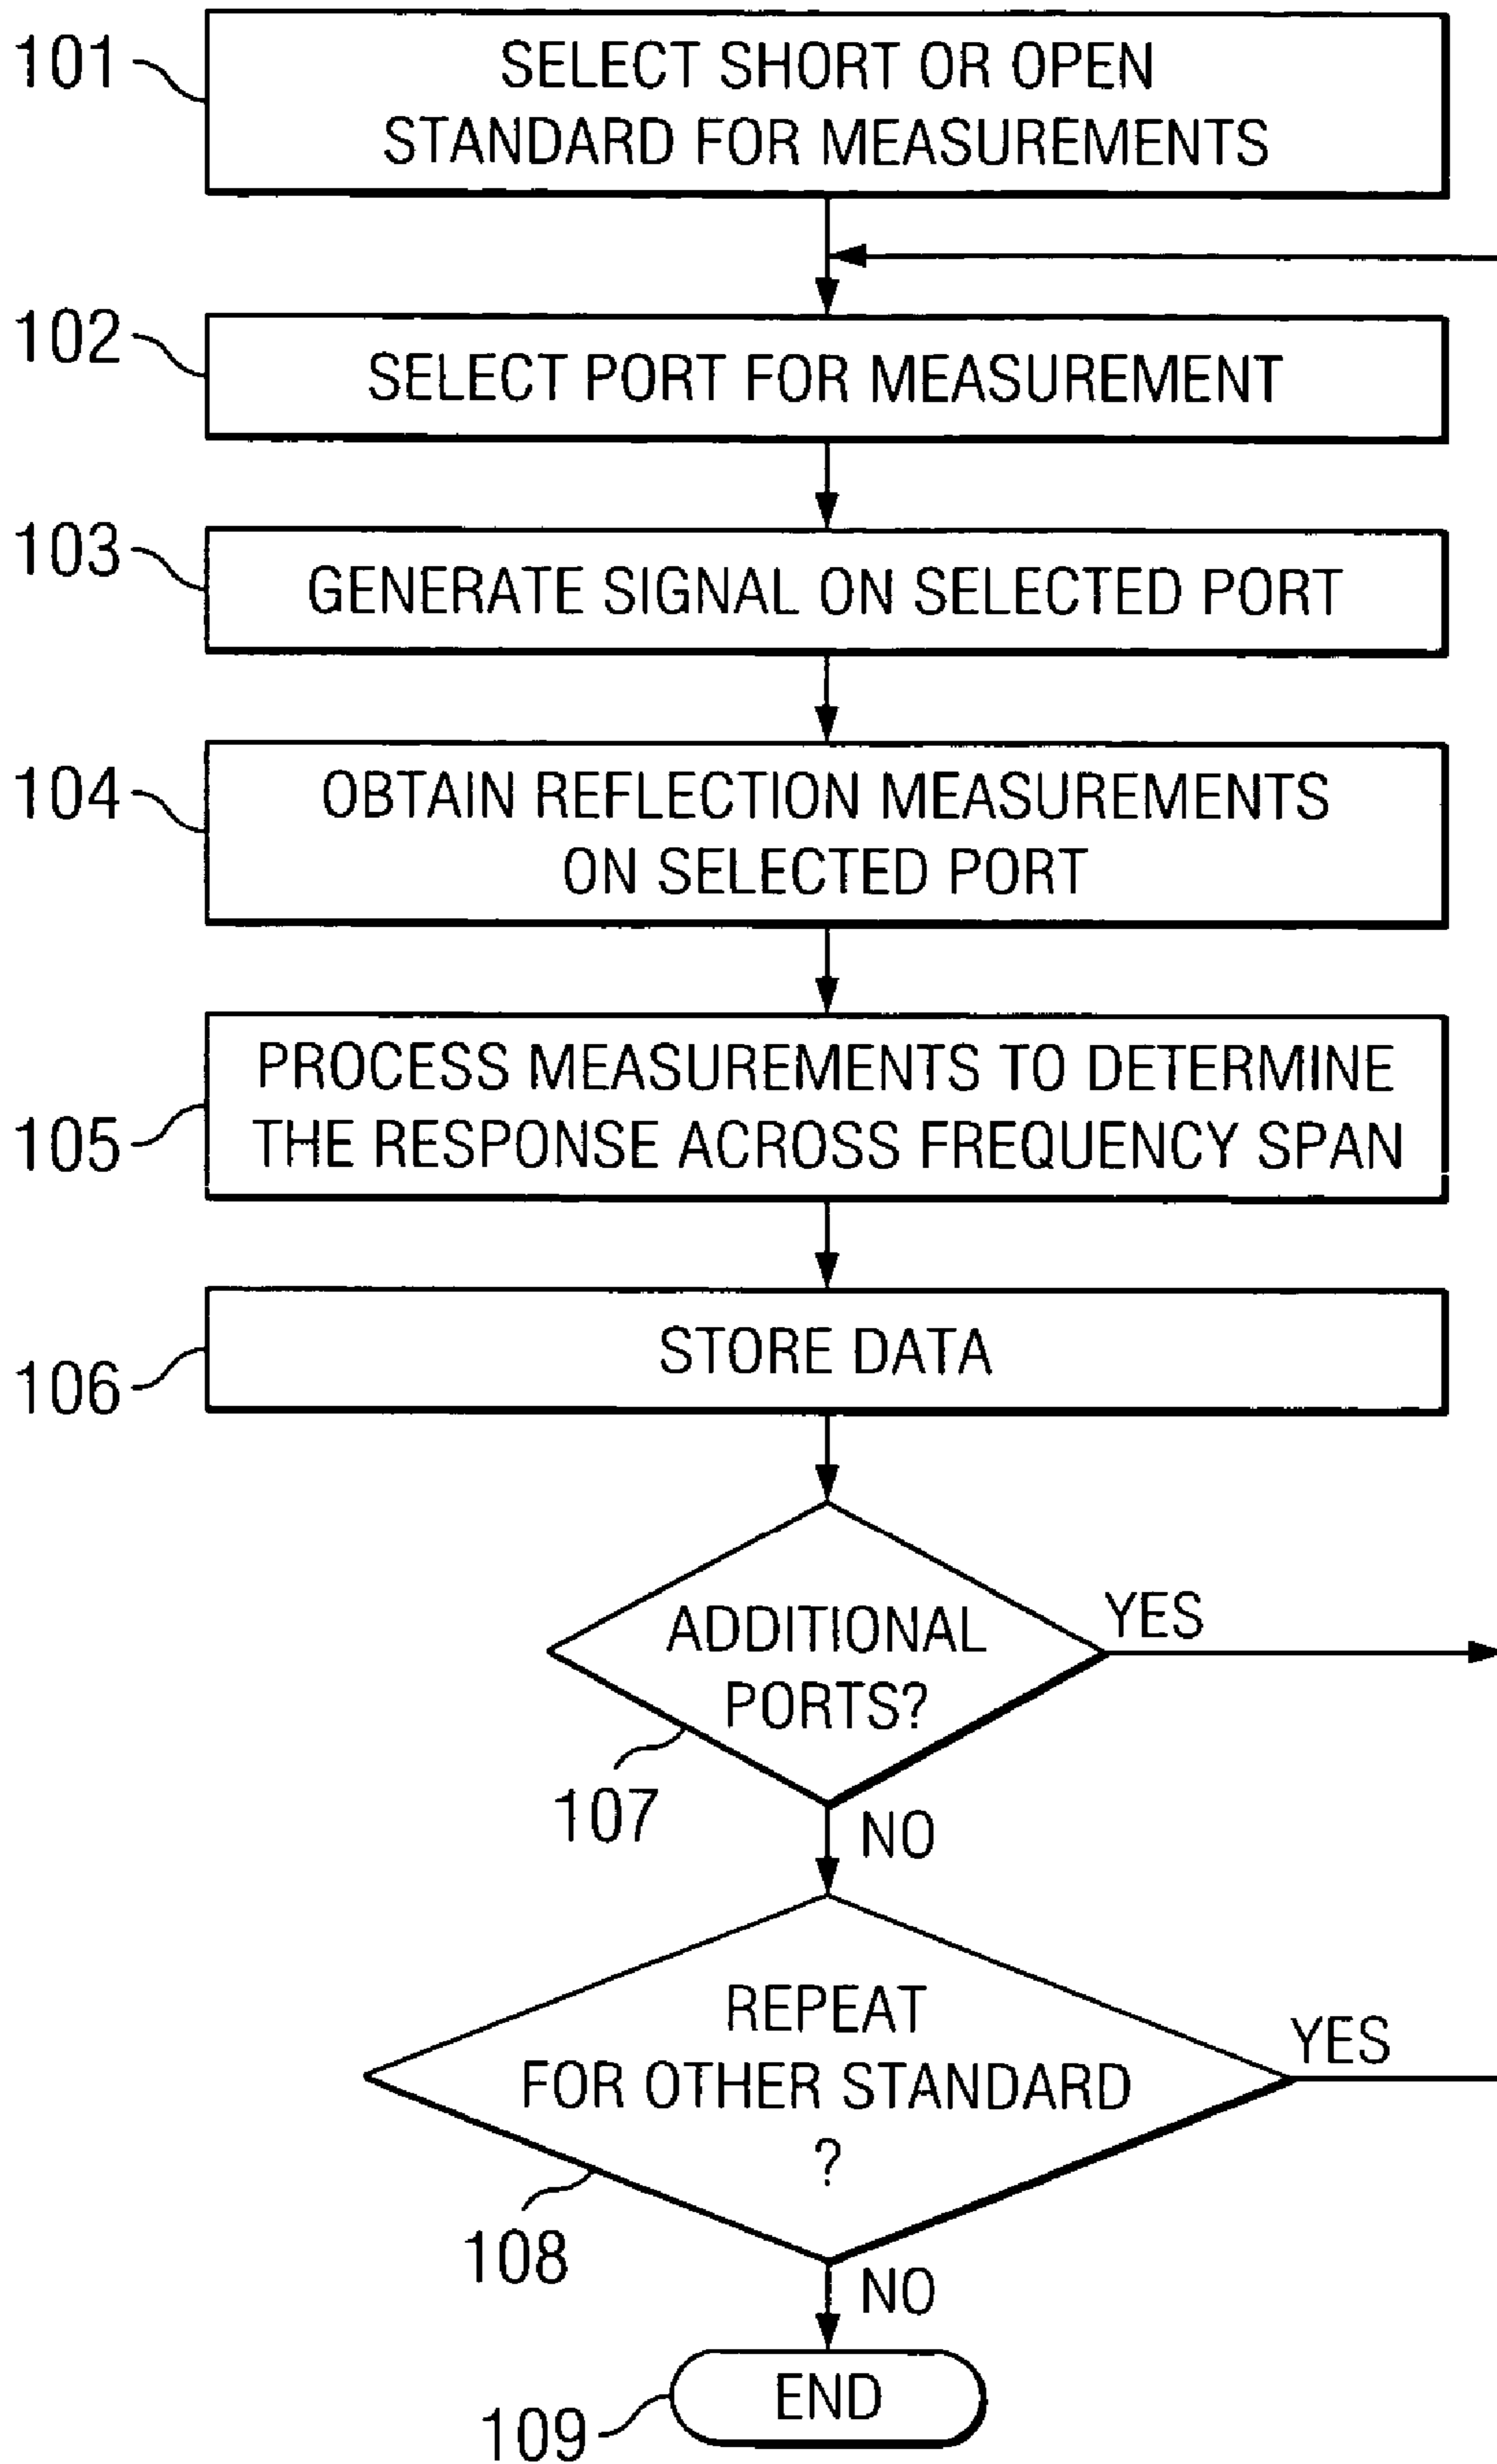 101
SELECT SHORT OR OPEN
STANDARD FOR MEASUREMENTS
102
SELECT PORT FOR MEASUREMENT
103
GENERATE SIGNAL ON SELECTED PORT
104
OBTAIN REFLECTION MEASUREMENTS
ON SELECTED PORT
105
PROCESS MEASUREMENTS TO DETERMINE
THE RESPONSE ACROSS FREQUENCY SPAN
106
STORE DATA
ADDITIONAL
PORTS?
YES
107
NO
REPEAT
FOR OTHER STANDARD
?
YES
108
NO
END
109